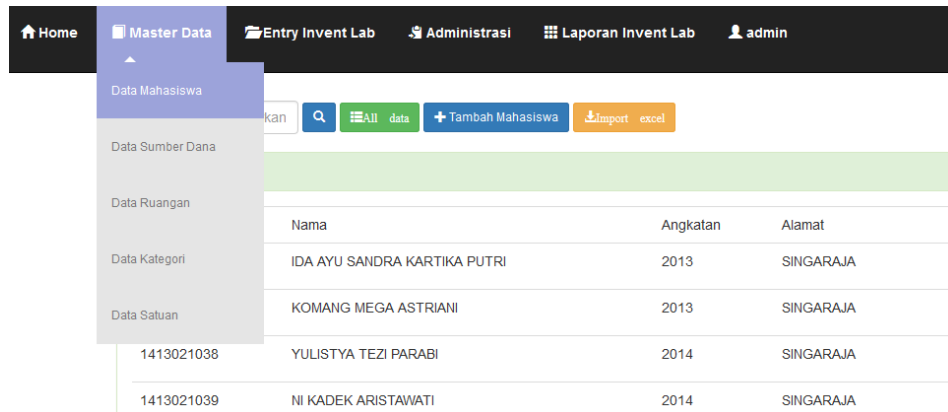 Home Master Data Entry Invent Lab Administrasi Laporan Invent Lab admin
Data Mahasiswa
kan All data Tambah Mahasiswa Import excel
Data Sumber Dana
Data Ruangan
Nama Angkatan Alamat
Data Kategori IDA AYU SANDRA KARTIKA PUTRI 2013 SINGARAJA
Data Satuan KOMANG MEGA ASTRIANI 2013 SINGARAJA
1413021038 YULISTYA TEZI PARABI 2014 SINGARAJA
1413021039 NI KADEK ARISTAWATI 2014 SINGARAJA